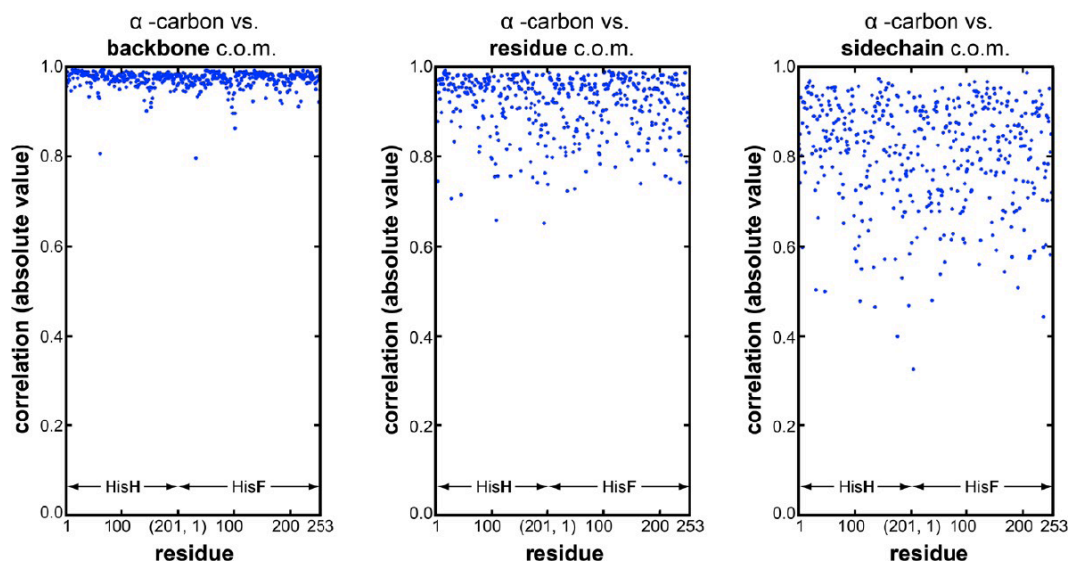 α -carbon vs.
backbone c.o.m.
correlation (absolute value)
1.0
0.8
0.6
0.4
0.2
0.0
HisH
HisF
1 100 (201, 1) 100 200 253
residue
α -carbon vs.
residue c.o.m.
correlation (absolute value)
1.0
0.8
0.6
0.4
0.2
0.0
HisH
HisF
1 100 (201, 1) 100 200 253
residue
α -carbon vs.
sidechain c.o.m.
correlation (absolute value)
1.0
0.8
0.6
0.4
0.2
0.0
HisH
HisF
1 100 (201, 1) 100 200 253
residue